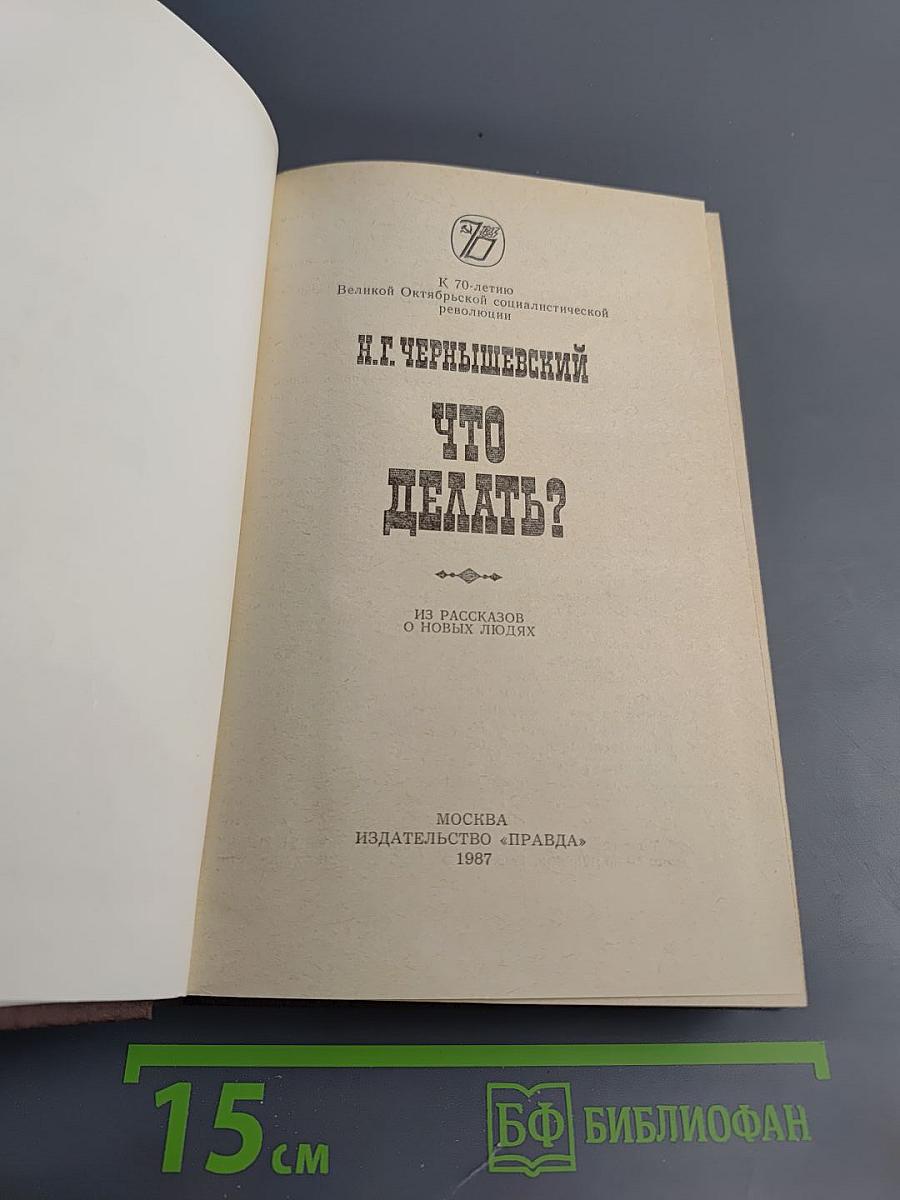 70
К 70-летию
Великой Октябрьской социалистической
революции
Н.Г. ЧЕРНЫШЕВСКИЙ
ЧТО
ДЕЛАТЬ?
ИЗ РАССКАЗОВ
О НОВЫХ ЛЮДЯХ
МОСКВА
ИЗДАТЕЛЬСТВО «ПРАВДА»
1987
15 см
БФ БИБЛИОФАН